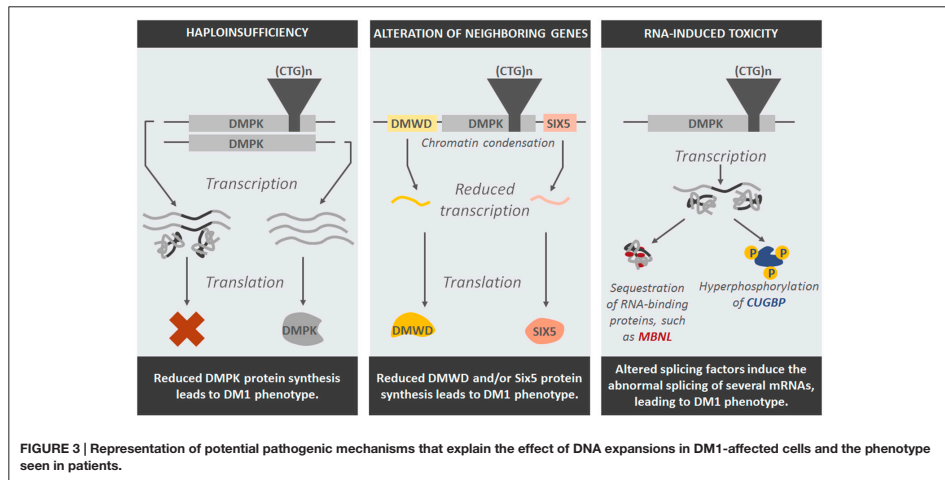 HAPLOINSUFFICIENCY
(CTG)n
DMPK
DMPK
Transcription
Translation
DMPK
Reduced DMPK protein synthesis
leads to DM1 phenotype.
ALTERATION OF NEIGHBORING GENES
(CTG)n
DMWD
DMPK
SIX5
Chromatin condensation
Reduced
transcription
Translation
DMWD
SIX5
Reduced DMWD and/or Six5 protein
synthesis leads to DM1 phenotype.
RNA-INDUCED TOXICITY
(CTG)n
DMPK
Transcription
P
P
P
Sequestration
of RNA-binding
proteins, such
as MBNL
Hyperphosphorylation
of CUGBP
Altered splicing factors induce the
abnormal splicing of several mRNAs,
leading to DM1 phenotype.
FIGURE 3 | Representation of potential pathogenic mechanisms that explain the effect of DNA expansions in DM1-affected cells and the phenotype
seen in patients.